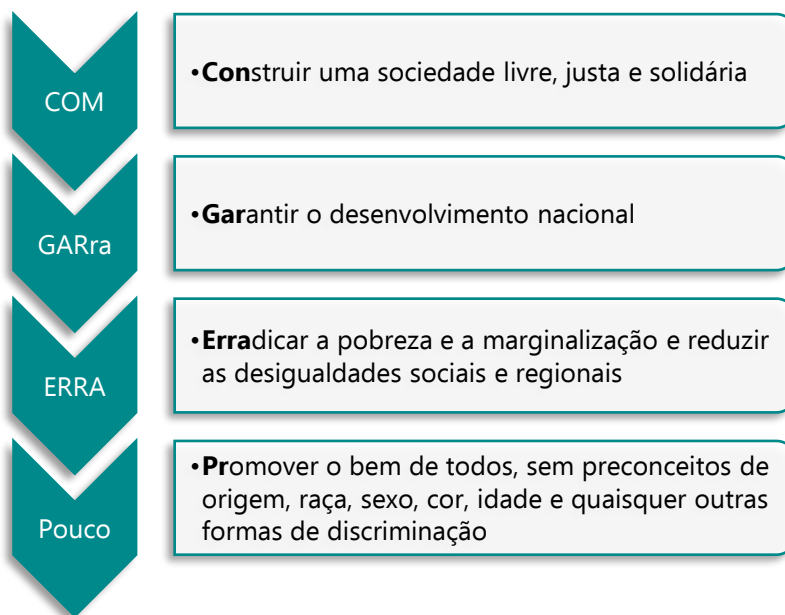 COM
•Construir uma sociedade livre, justa e solidária
GARra
•Garantir o desenvolvimento nacional
ERRA
•Erradicar a pobreza e a marginalização e reduzir
as desigualdades sociais e regionais
Pouco
•Promover o bem de todos, sem preconceitos de
origem, raça, sexo, cor, idade e quaisquer outras
formas de discriminação